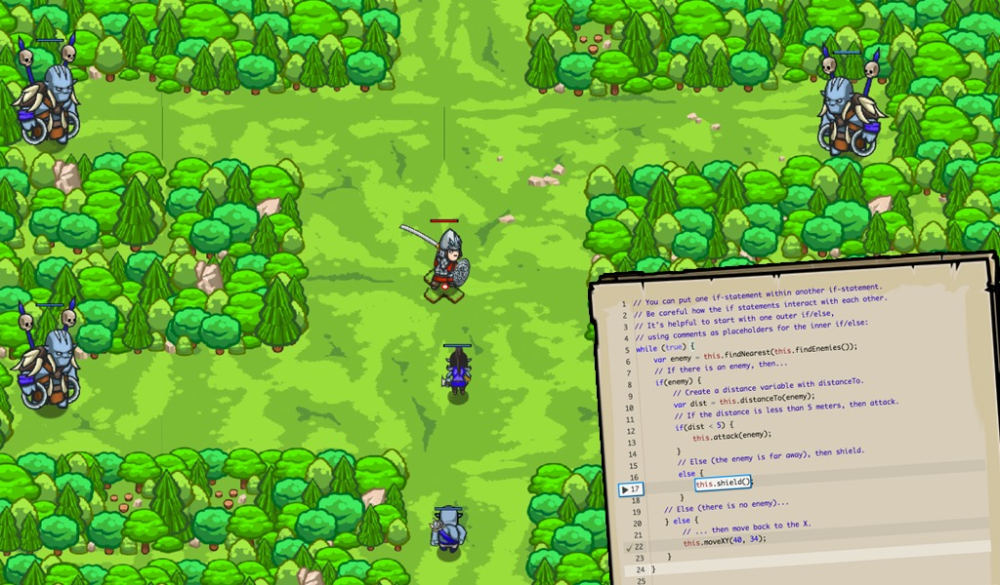 1 // You can put one if-statement within another if-statement.
2 // Be careful how the if statements interact with each other.
3 // It's helpful to start with one outer if/else,
4 // using comments as placeholders for the inner if/else:
5 while (true) {
6 var enemy = this.findNearest(this.findEnemies());
7 // If there is an enemy, then...
8 if(enemy) {
9 // Create a distance variable with distanceTo.
10 var dist = this.distanceTo(enemy);
11 // If the distance is less than 5 meters, then attack.
12 if(dist < 5) {
13 this.attack(enemy);
14 }
15 // Else (the enemy is far away), then shield.
16 else {
17 this.shield();
18 }
19 // Else (there is no enemy)...
20 } else {
21 // ... then move back to the X.
22 this.moveXY(40, 34);
23 }
24 }
25